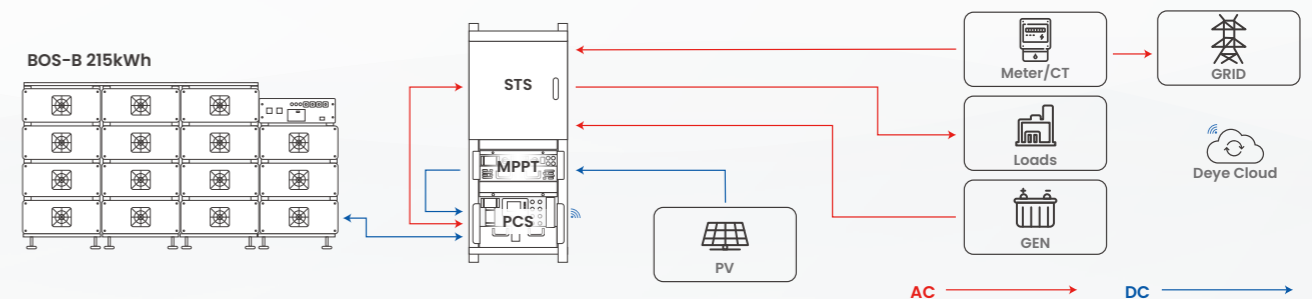 BOS-B 215kWh
STS
MPPT
PCS
PV
Meter/CT
GRID
Loads
GEN
Deye Cloud
AC
DC